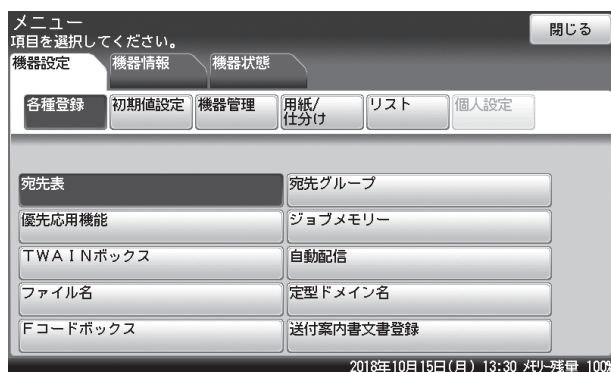 メニュー
項目を選択してください。
閉じる
機器設定 機器情報 機器状態
各種登録 初期値設定 機器管理 用紙/
仕分け リスト 個人設定
宛先表 宛先グループ
優先応用機能 ジョブメモリー
TWAINボックス 自動配信
ファイル名 定型ドメイン名
Fコードボックス 送付案内書文書登録
2018年10月15日(月) 13:30 メモリー残量 100%